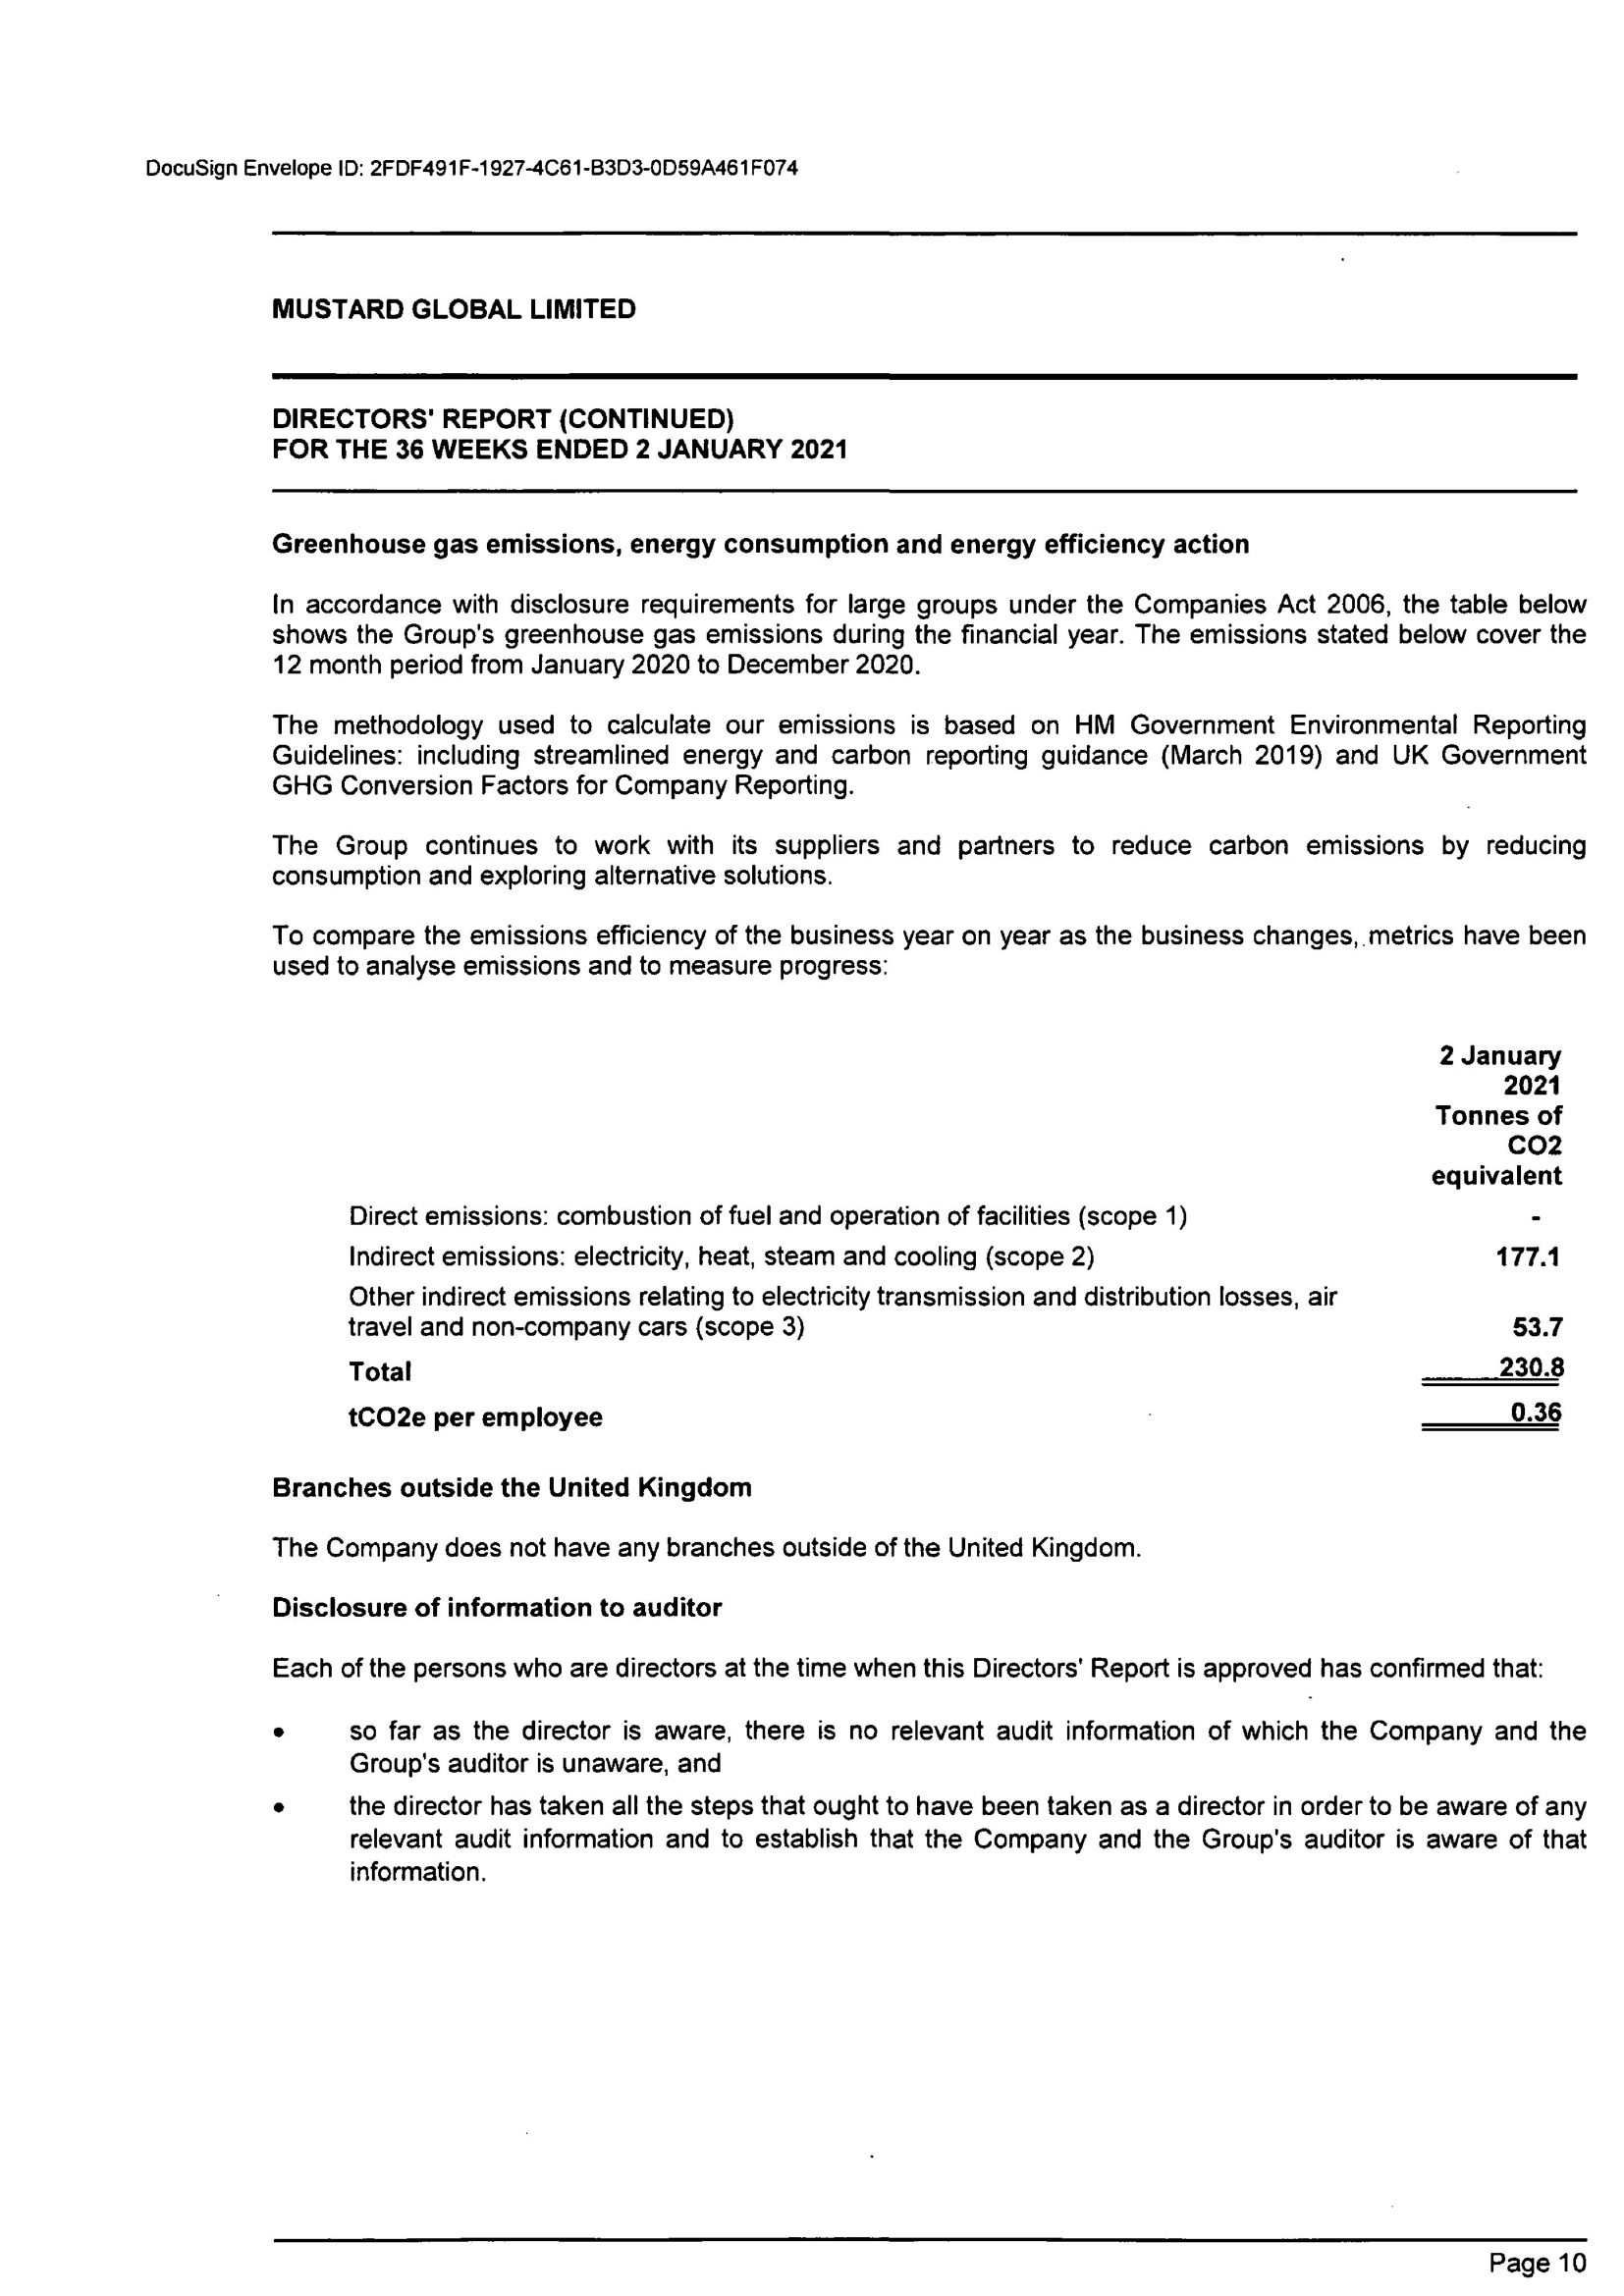 DocuSign Envelope ID: 2FDF491F-1927-4C61-B3D3-0D59A461F074
MUSTARD GLOBAL LIMITED
DIRECTORS' REPORT (CONTINUED)
FOR THE 36 WEEKS ENDED 2 JANUARY 2021
Greenhouse gas emissions, energy consumption and energy efficiency action
In accordance with disclosure requirements for large groups under the Companies Act 2006, the table below
shows the Group's greenhouse gas emissions during the financial year. The emissions stated below cover the
12 month period from January 2020 to December 2020.
The methodology used to calculate our emissions is based on HM Government Environmental Reporting
Guidelines: including streamlined energy and carbon reporting guidance (March 2019) and UK Government
GHG Conversion Factors for Company Reporting.
The Group continues to work with its suppliers and partners to reduce carbon emissions by reducing
consumption and exploring alternative solutions.
To compare the emissions efficiency of the business year on year as the business changes, metrics have been
used to analyse emissions and to measure progress:
2 January
2021
Tonnes of
CO2
equivalent
Direct emissions: combustion of fuel and operation of facilities (scope 1) -
Indirect emissions: electricity, heat, steam and cooling (scope 2) 177.1
Other indirect emissions relating to electricity transmission and distribution losses, air
travel and non-company cars (scope 3) 53.7
Total 230.8
tCO2e per employee 0.36
Branches outside the United Kingdom
The Company does not have any branches outside of the United Kingdom.
Disclosure of information to auditor
Each of the persons who are directors at the time when this Directors' Report is approved has confirmed that:
• so far as the director is aware, there is no relevant audit information of which the Company and the
Group's auditor is unaware, and
• the director has taken all the steps that ought to have been taken as a director in order to be aware of any
relevant audit information and to establish that the Company and the Group's auditor is aware of that
information.
Page 10